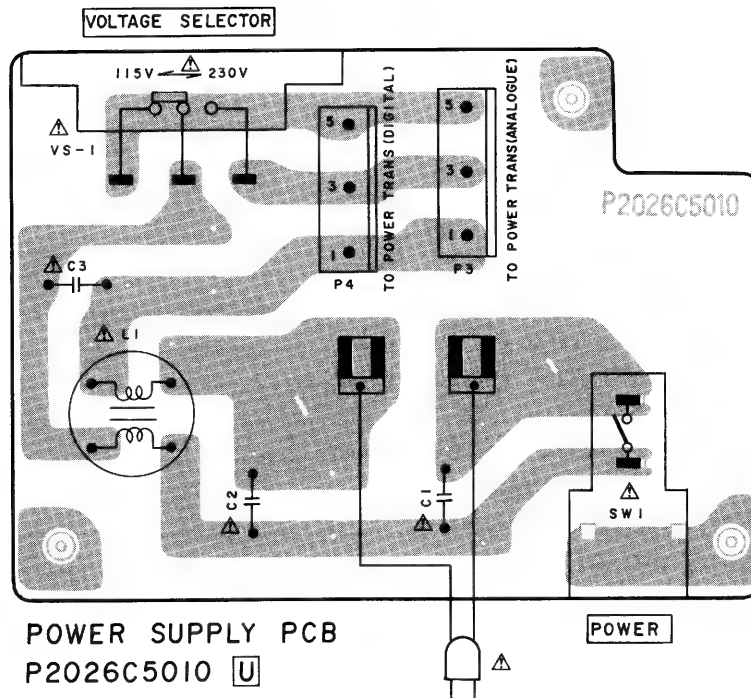 VOLTAGE SELECTOR
115V ⚠ 230V
⚠ VS-1
5
3
1
P4
TO POWER TRANS (DIGITAL)
5
3
1
P3
TO POWER TRANS(ANALOGUE)
P2026C5010
⚠ C3
⚠ L1
⚠ C2
⚠ C1
⚠
SW1
POWER
⚠
POWER SUPPLY PCB
P2026C5010 U